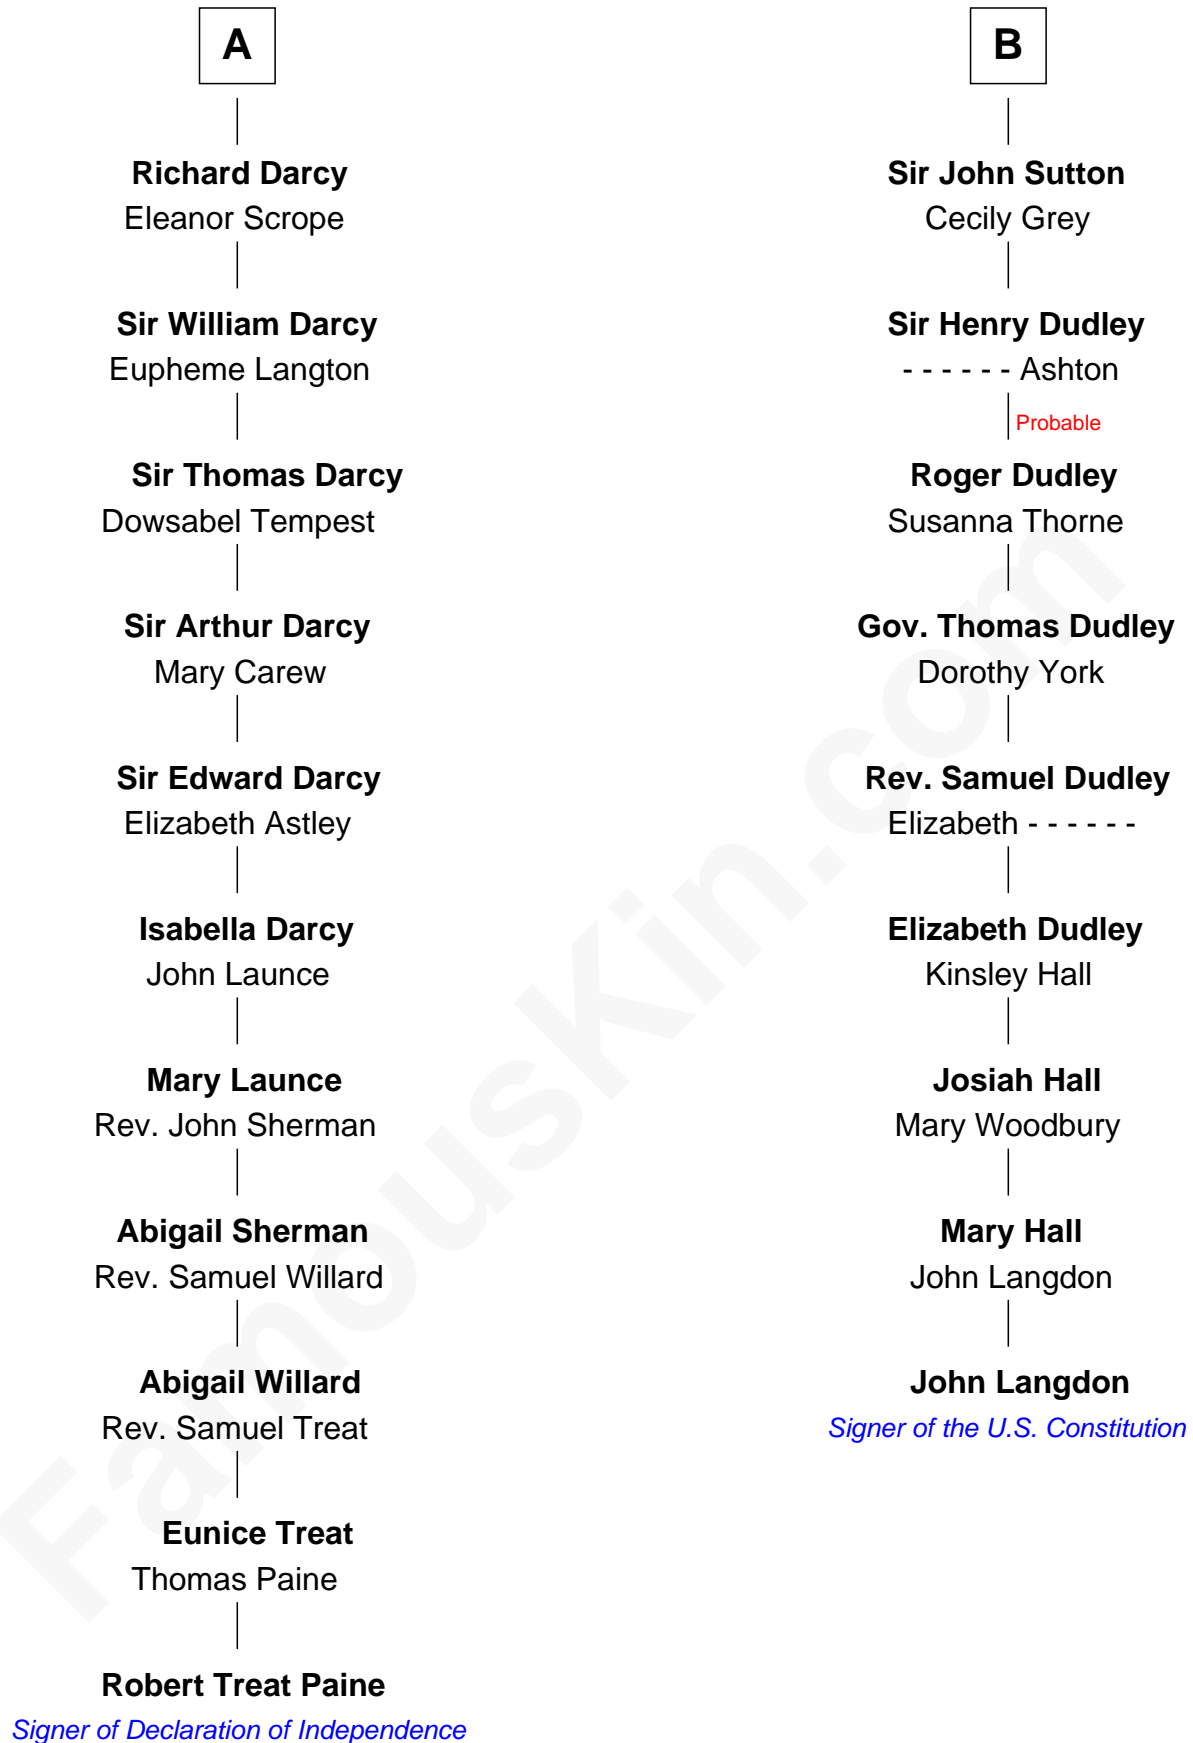 A
Richard Darcy
Eleanor Scrope
Sir William Darcy
Eupheme Langton
Sir Thomas Darcy
Dowsabel Tempest
Sir Arthur Darcy
Mary Carew
Sir Edward Darcy
Elizabeth Astley
Isabella Darcy
John Launce
Mary Launce
Rev. John Sherman
Abigail Sherman
Rev. Samuel Willard
Abigail Willard
Rev. Samuel Treat
Eunice Treat
Thomas Paine
Robert Treat Paine
Signer of Declaration of Independence
B
Sir John Sutton
Cecily Grey
Sir Henry Dudley
- - - - - - Ashton
Probable
Roger Dudley
Susanna Thorne
Gov. Thomas Dudley
Dorothy York
Rev. Samuel Dudley
Elizabeth - - - - - -
Elizabeth Dudley
Kinsley Hall
Josiah Hall
Mary Woodbury
Mary Hall
John Langdon
John Langdon
Signer of the U.S. Constitution
FamousKin.com